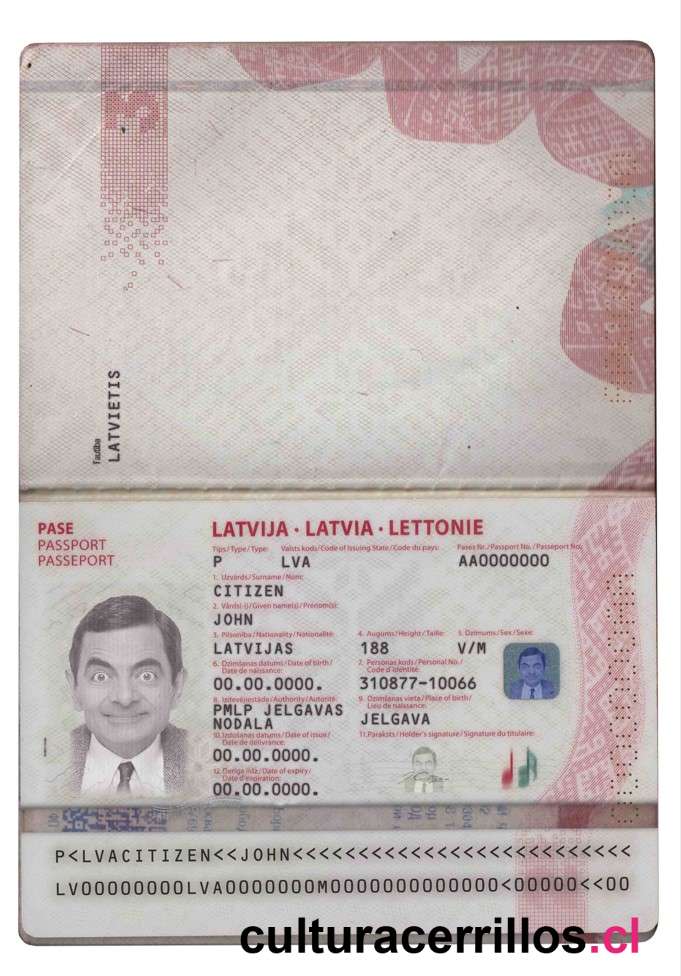 3
Tautība
LATVIETIS
PASE
PASSPORT
PASSEPORT
LATVIJA · LATVIA · LETTONIE
Tips/Type/Type: Valsts kods/Code of Issuing State/Code du pays: Pases Nr./Passport No./Passeport No:
P LVA AA0000000
1. Uzvārds/Surname/Nom:
CITIZEN
2. Vārds(-i)/Given name(s)/Prénom(s):
JOHN
3. Pilsonība/Nationality/Nationalité: 4. Augums/Height/Taille: 5. Dzimums/Sex/Sexe:
LATVIJAS 188 V/M
6. Dzimšanas datums/Date of birth/ 7. Personas kods/Personal No./
Date de naissance: Code d'identité:
00.00.0000. 310877-10066
8. Izdevējiestāde/Authority/Autorité: 9. Dzimšanas vieta/Place of birth/
Lieu de naissance:
PMLP JELGAVAS JELGAVA
NODALA
10. Izdošanas datums/Date of issue/ 11. Paraksts/Holder's signature/Signature du titulaire:
Date de délivrance:
00.00.0000.
12. Derīga līdz/Date of expiry/
Date d'expiration:
00.00.0000.
P<LVACITIZEN<<JOHN<<<<<<<<<<<<<<<<<<<<<<<<<<
LV00000000LVA0000000M00000000000000<00000<<00
culturacerrillos.cl